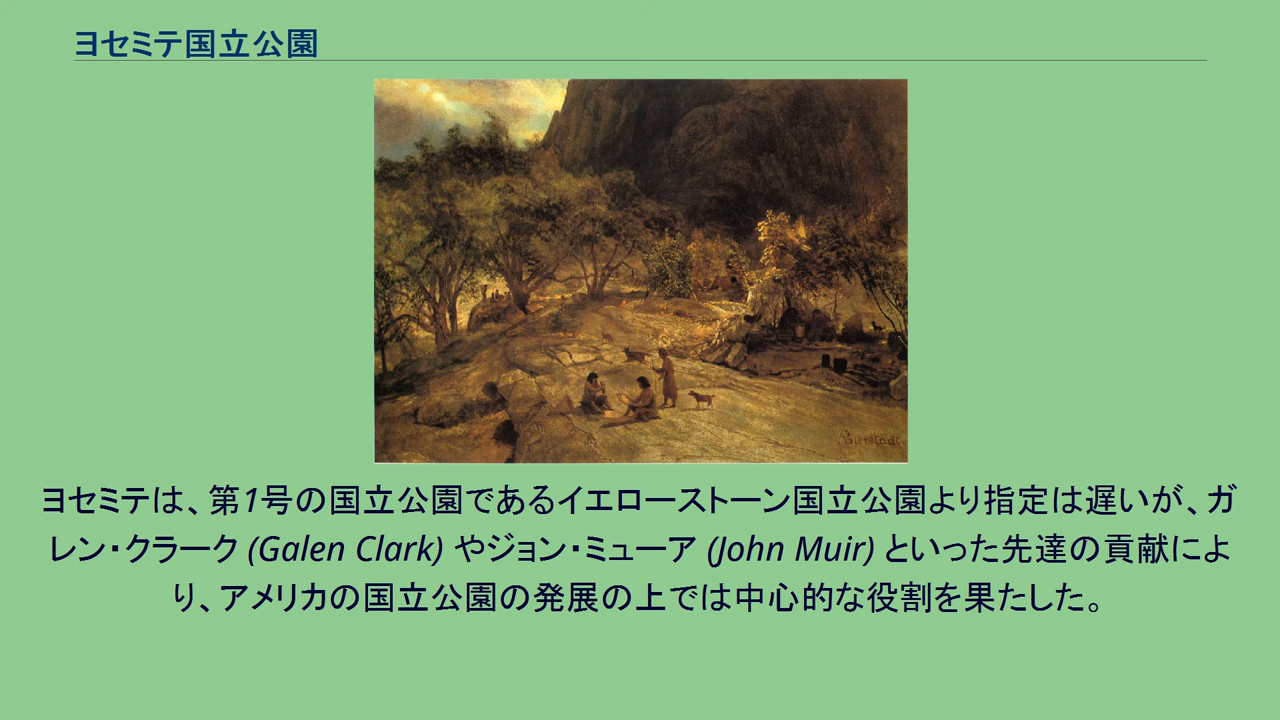 ヨセミテ国立公園
ABierstadt.
ヨセミテは、第1号の国立公園であるイエローストーン国立公園より指定は遅いが、ガ
レン・クラーク (Galen Clark) やジョン・ミューア (John Muir) といった先達の貢献によ
り、アメリカの国立公園の発展の上では中心的な役割を果たした。